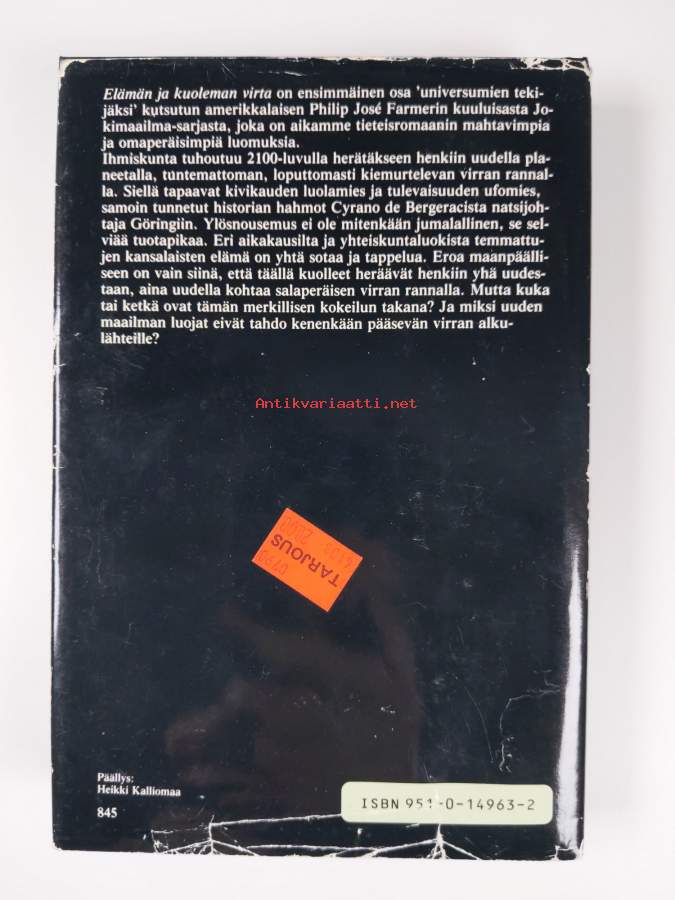 Elämän ja kuoleman virta on ensimmäinen osa 'universumien teki-
jäksi' kutsutun amerikkalaisen Philip José Farmerin kuuluisasta Jo-
kimaailma-sarjasta, joka on aikamme tieteisromaanin mahtavimpia
ja omaperäisimpiä luomuksia.
Ihmiskunta tuhoutuu 2100-luvulla herätäkseen henkiin uudella pla-
neetalla, tuntemattoman, loputtomasti kiemurtelevan virran rannal-
la. Siellä tapaavat kivikauden luolamies ja tulevaisuuden ufomies,
samoin tunnetut historian hahmot Cyrano de Bergeracista natsijoh-
taja Göringiin. Ylösnousemus ei ole mitenkään jumalallinen, se sel-
viää tuotapikaa. Eri aikakausilta ja yhteiskuntaluokista temmattu-
jen kansalaisten elämä on yhtä sotaa ja tappelua. Eroa maanpäälli-
seen on vain siinä, että täällä kuolleet heräävät henkiin yhä uudes-
taan, aina uudella kohtaa salaperäisen virran rannalla. Mutta kuka
tai ketkä ovat tämän merkillisen kokeilun takana? Ja miksi uuden
maailman luojat eivät tahdo kenenkään pääsevän virran alku-
lähteille?
Antikvariaatti.net
TARJOUS
Päällys:
Heikki Kalliomaa
845
ISBN 951-0-14963-2